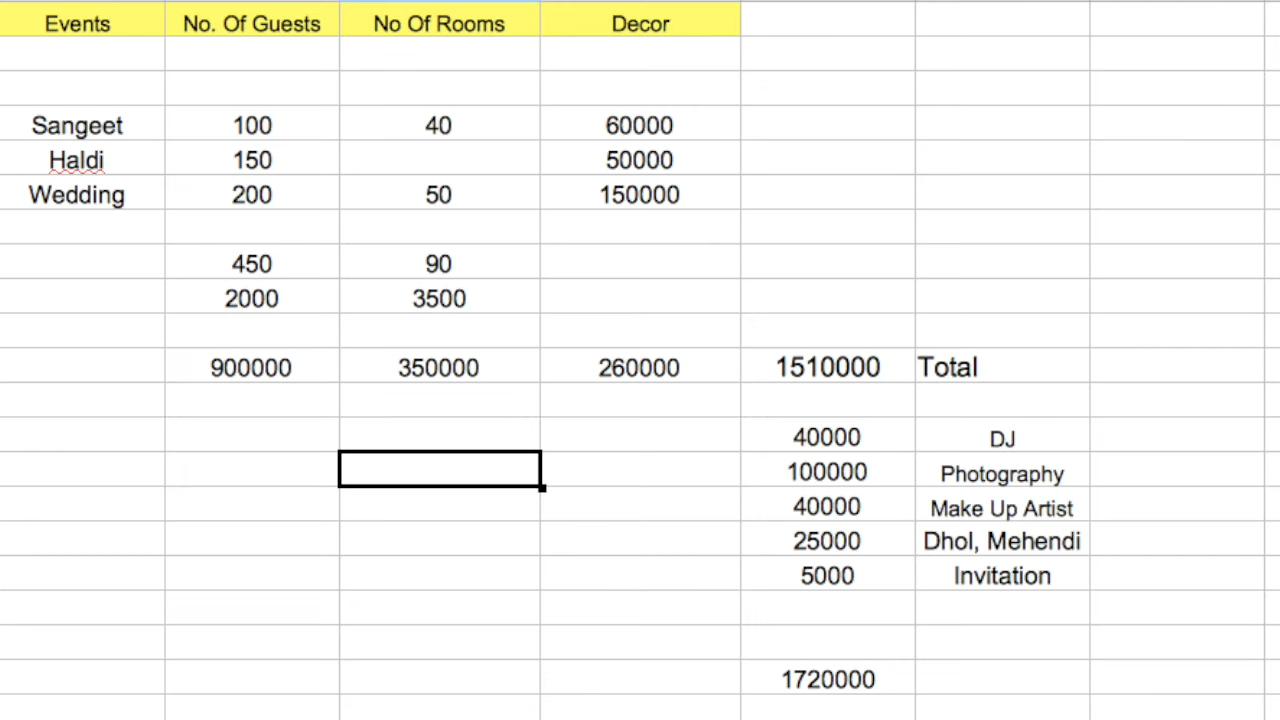 Events No. Of Guests No Of Rooms Decor
Sangeet 100 40 60000
Haldi 150 50000
Wedding 200 50 150000
450 90
2000 3500
900000 350000 260000 1510000 Total
40000 DJ
100000 Photography
40000 Make Up Artist
25000 Dhol, Mehendi
5000 Invitation
1720000